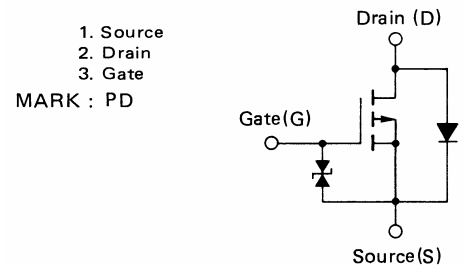 1. Source
2. Drain
3. Gate
MARK : PD
Drain (D)
Gate(G)
Source(S)